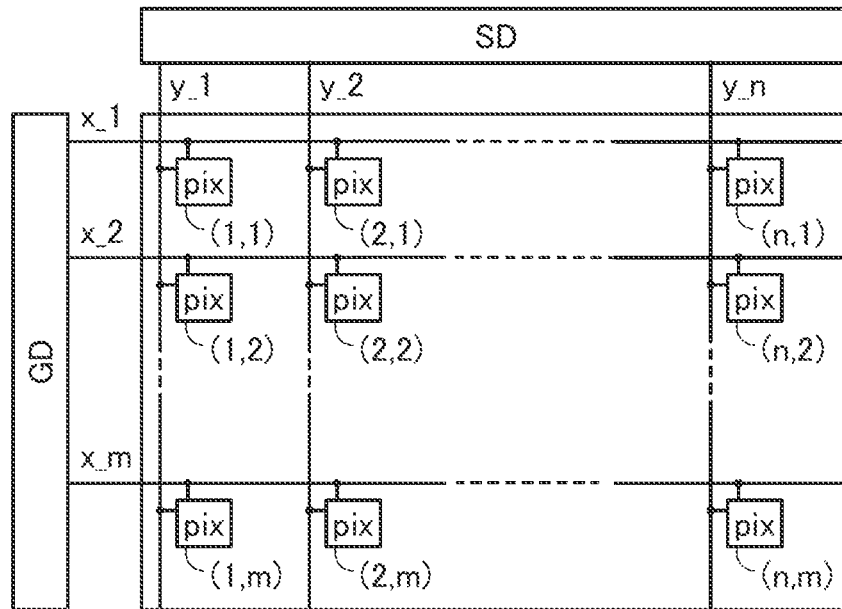 SD
y_1 y_2 y_n
x_1
pix pix pix
(1,1) (2,1) (n,1)
x_2
pix pix pix
(1,2) (2,2) (n,2)
GD
x_m
pix pix pix
(1,m) (2,m) (n,m)